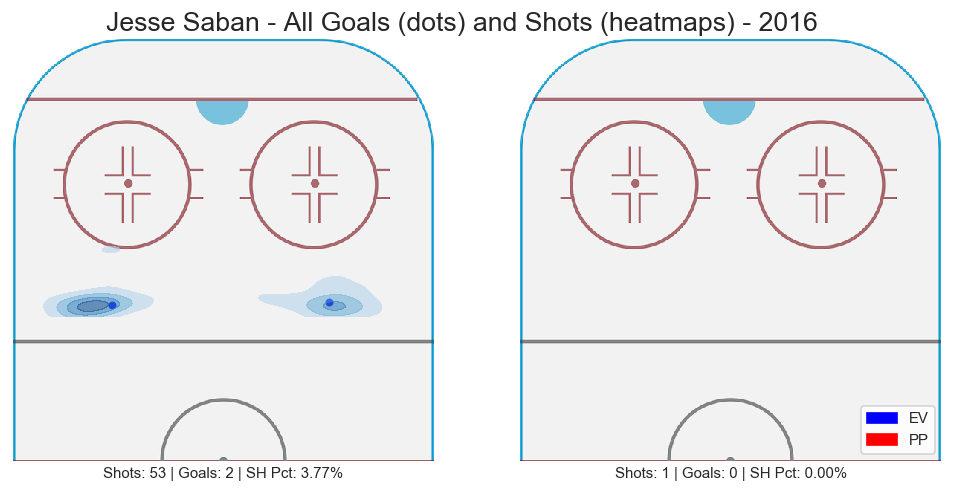 Jesse Saban - All Goals (dots) and Shots (heatmaps) - 2016
EV
PP
Shots: 53 | Goals: 2 | SH Pct: 3.77%
Shots: 1 | Goals: 0 | SH Pct: 0.00%